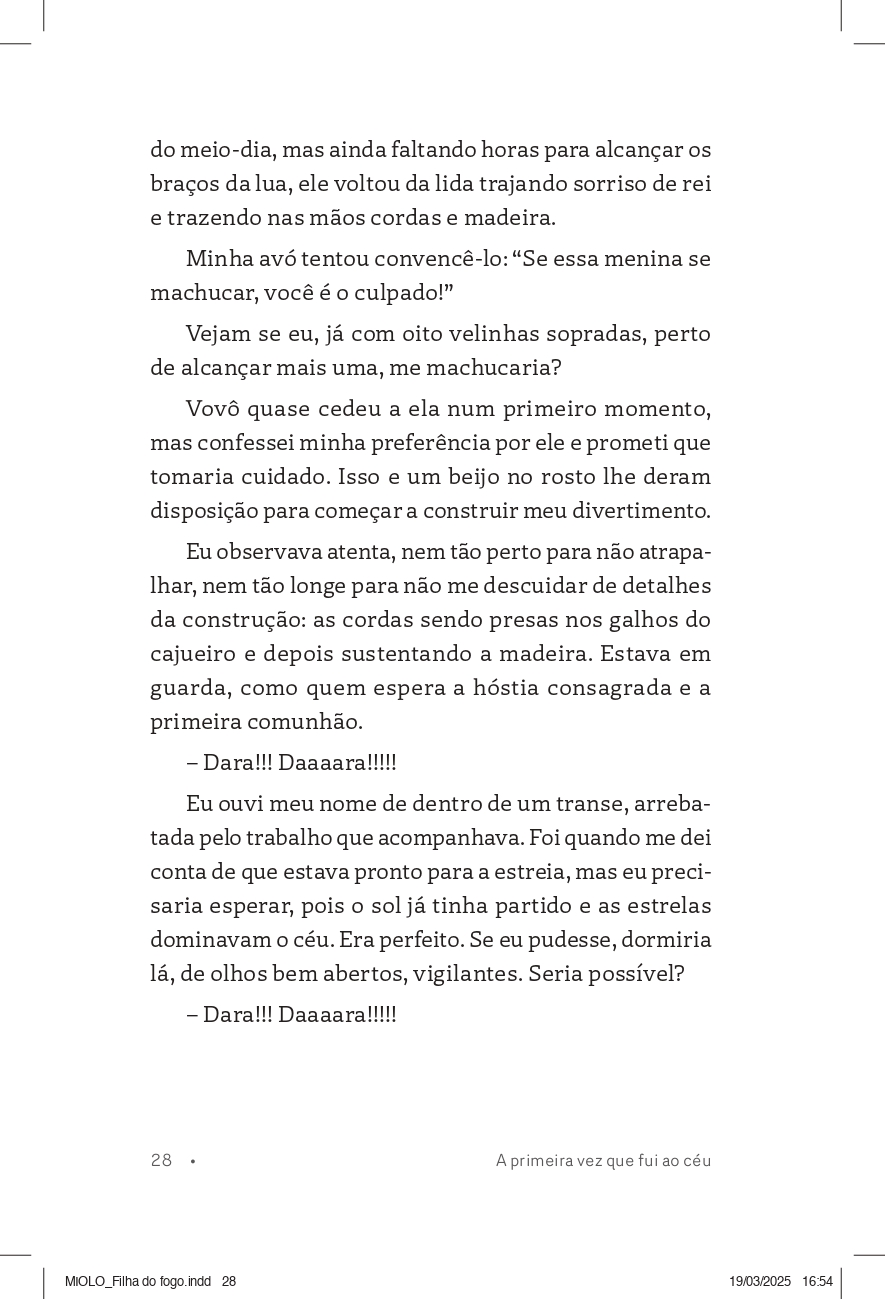 do meio-dia, mas ainda faltando horas para alcançar os
braços da lua, ele voltou da lida trajando sorriso de rei
e trazendo nas mãos cordas e madeira.
Minha avó tentou convencê-lo: “Se essa menina se
machucar, você é o culpado!”
Vejam se eu, já com oito velinhas sopradas, perto
de alcançar mais uma, me machucaria?
Vovô quase cedeu a ela num primeiro momento,
mas confessei minha preferência por ele e prometi que
tomaria cuidado. Isso e um beijo no rosto lhe deram
disposição para começar a construir meu divertimento.
Eu observava atenta, nem tão perto para não atrapa-
lhar, nem tão longe para não me descuidar de detalhes
da construção: as cordas sendo presas nos galhos do
cajueiro e depois sustentando a madeira. Estava em
guarda, como quem espera a hóstia consagrada e a
primeira comunhão.
– Dara!!! Daaaara!!!!!
Eu ouvi meu nome de dentro de um transe, arreba-
tada pelo trabalho que acompanhava. Foi quando me dei
conta de que estava pronto para a estreia, mas eu preci-
saria esperar, pois o sol já tinha partido e as estrelas
dominavam o céu. Era perfeito. Se eu pudesse, dormiria
lá, de olhos bem abertos, vigilantes. Seria possível?
– Dara!!! Daaaara!!!!!
28 • A primeira vez que fui ao céu
MIOLO_Filha do fogo.indd 28 19/03/2025 16:54